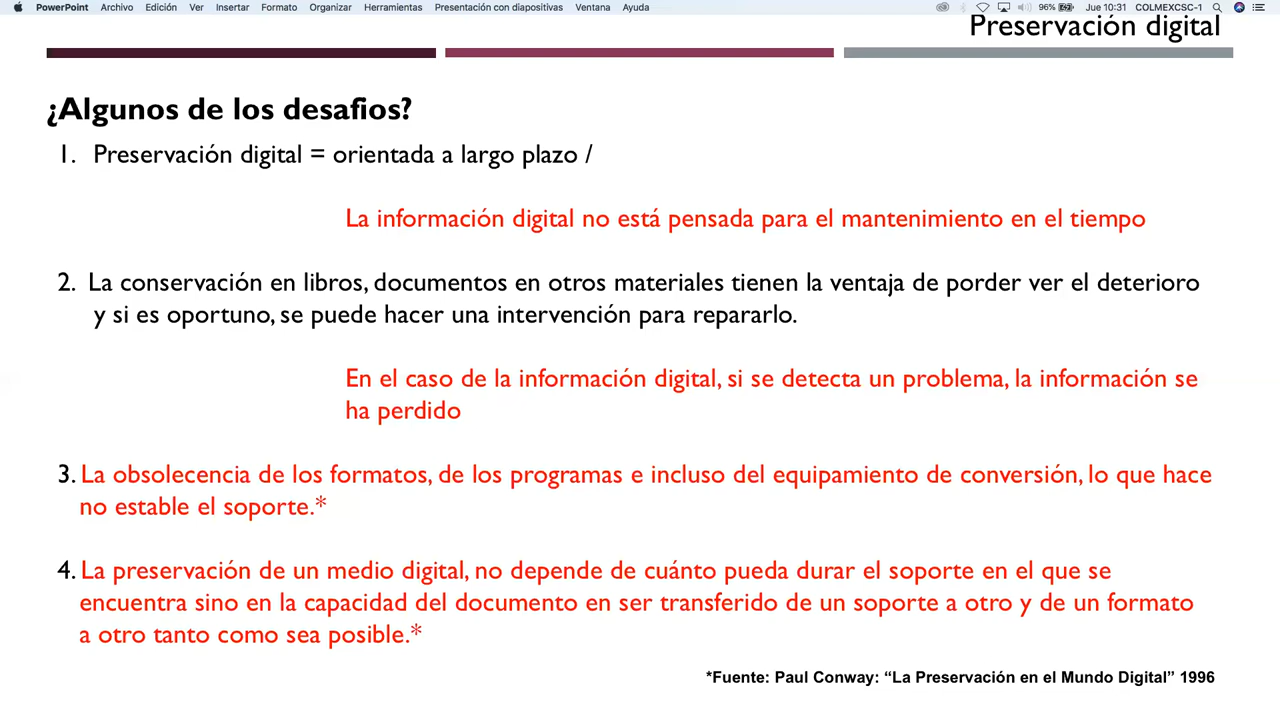 PowerPoint Archivo Edición Ver Insertar Formato Organizar Herramientas Presentación con diapositivas Ventana Ayuda 96% Jue 10:31 COLMEXCSC-1
Preservación digital
¿Algunos de los desafios?
1. Preservación digital = orientada a largo plazo /
La información digital no está pensada para el mantenimiento en el tiempo
2. La conservación en libros, documentos en otros materiales tienen la ventaja de porder ver el deterioro
y si es oportuno, se puede hacer una intervención para repararlo.
En el caso de la información digital, si se detecta un problema, la información se
ha perdido
3. La obsolecencia de los formatos, de los programas e incluso del equipamiento de conversión, lo que hace
no estable el soporte.*
4. La preservación de un medio digital, no depende de cuánto pueda durar el soporte en el que se
encuentra sino en la capacidad del documento en ser transferido de un soporte a otro y de un formato
a otro tanto como sea posible.*
*Fuente: Paul Conway: “La Preservación en el Mundo Digital” 1996